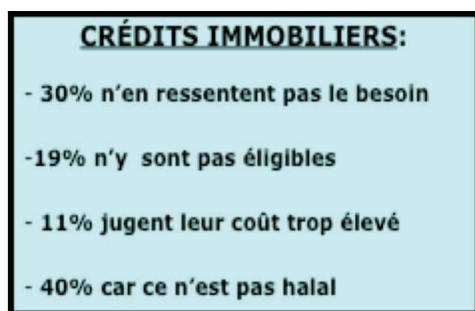 CRÉDITS IMMOBILIERS:
- 30% n'en ressentent pas le besoin
-19% n'y sont pas éligibles
- 11% jugent leur coût trop élevé
- 40% car ce n'est pas halal